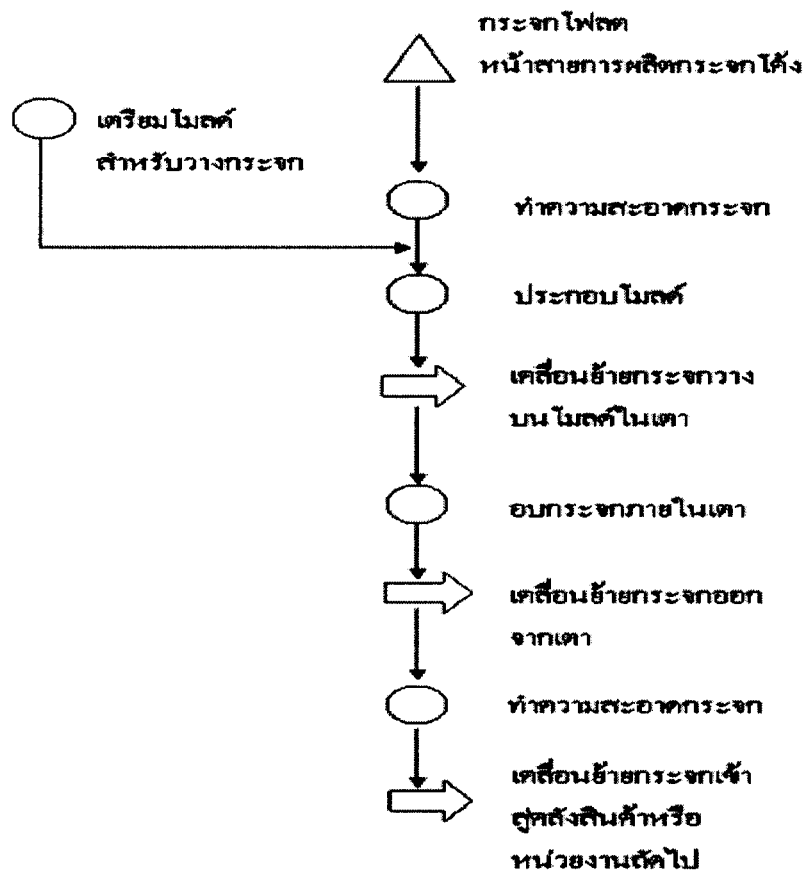 กระจกโฟลต
หน้าสายการผลิตกระจกโค้ง
เตรียมโมลด์
สำหรับวางกระจก
ทำความสะอาดกระจก
ประกอบโมลด์
เคลื่อนย้ายกระจกวาง
บนโมลด์ในเตา
อบกระจกภายในเตา
เคลื่อนย้ายกระจกออก
จากเตา
ทำความสะอาดกระจก
เคลื่อนย้ายกระจกเข้า
สู่คลังสินค้าหรือ
หน่วยงานถัดไป